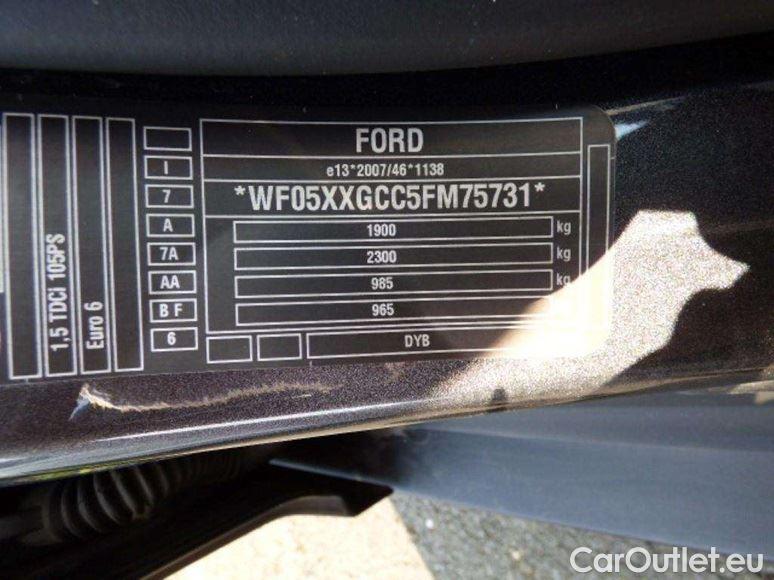 FORD
e13*2007/46*1138
*WF05XXGCC5FM75731*
1900 kg
2300 kg
985 kg
965
DYB
I
7
A
7A
AA
B F
6
1,5 TDCi 105PS
Euro 6
CarOutlet.eu